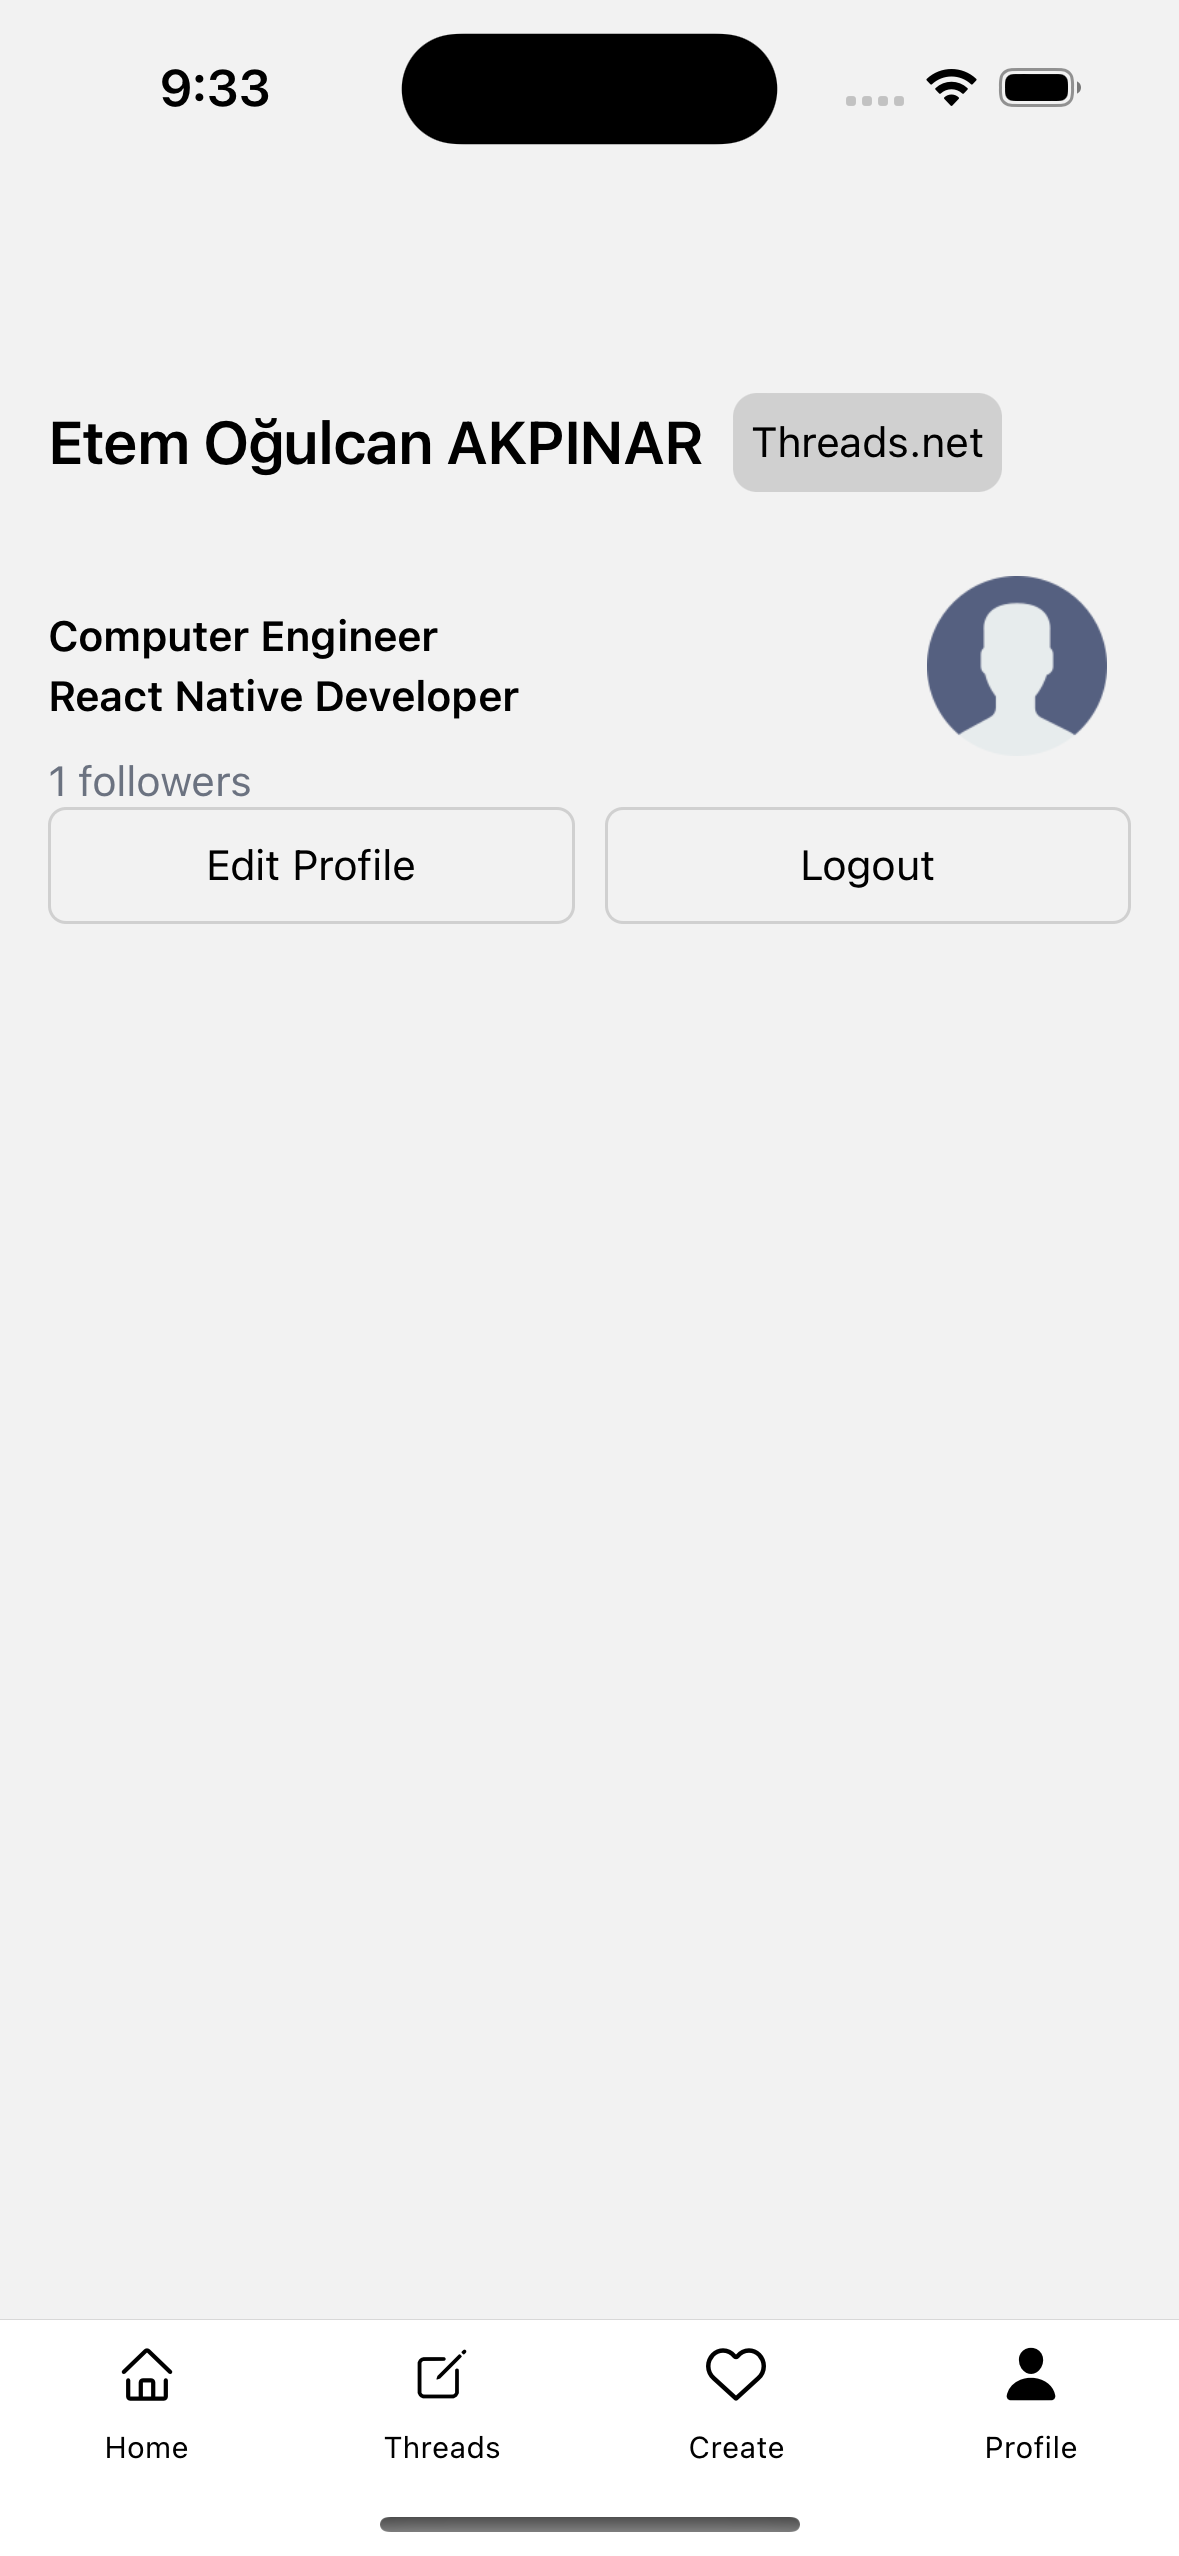 9:33
Etem Oğulcan AKPINAR Threads.net
Computer Engineer
React Native Developer
1 followers
Edit Profile Logout
Home Threads Create Profile